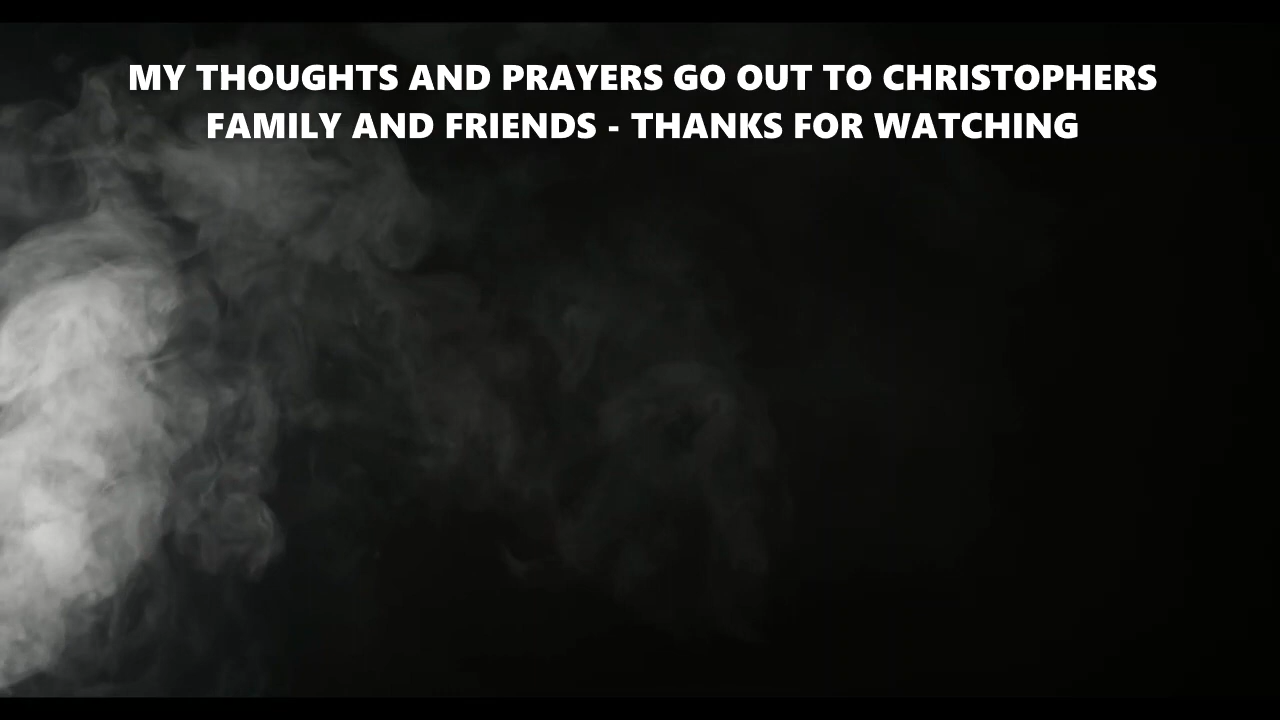 MY THOUGHTS AND PRAYERS GO OUT TO CHRISTOPHERS
FAMILY AND FRIENDS - THANKS FOR WATCHING